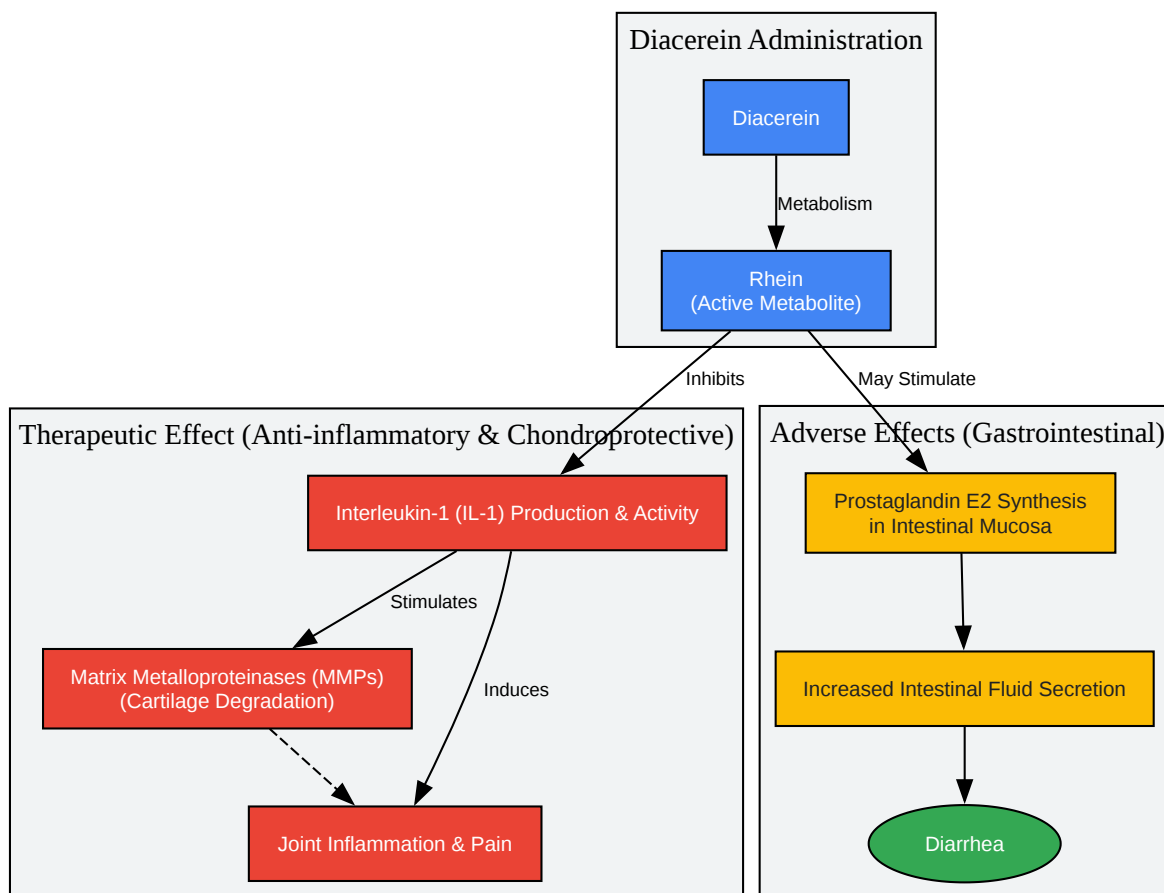 Diacerein Administration
Diacerein
Metabolism
Rhein
(Active Metabolite)
Inhibits
May Stimulate
Therapeutic Effect (Anti-inflammatory & Chondroprotective)
Adverse Effects (Gastrointestinal)
Interleukin-1 (IL-1) Production & Activity
Prostaglandin E2 Synthesis
in Intestinal Mucosa
Stimulates
Matrix Metalloproteinases (MMPs)
(Cartilage Degradation)
Induces
Increased Intestinal Fluid Secretion
Joint Inflammation & Pain
Diarrhea